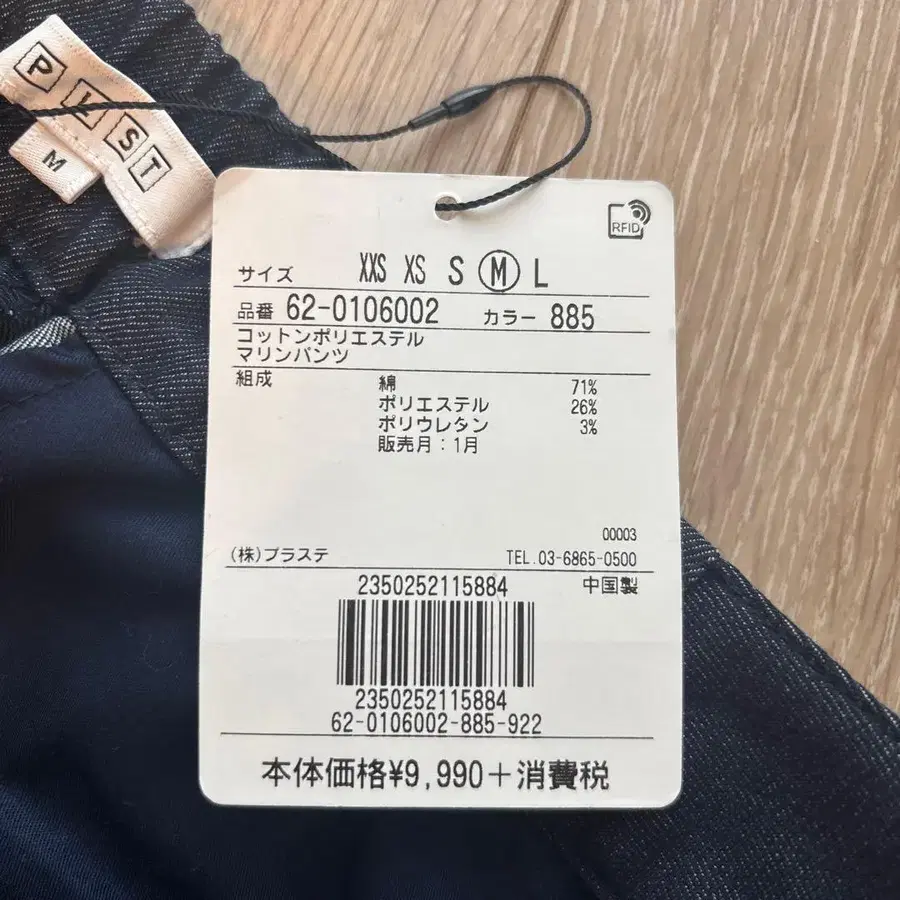 PLST
M
RFID
サイズ XXS XS S M L
品番 62-0106002 カラー 885
コットンポリエステル
マリンパンツ
組成 綿 71%
ポリエステル 26%
ポリウレタン 3%
販売月:1月
00003
(株)プラステ TEL.03-6865-0500
2350252115884 中国製
2350252115884
62-0106002-885-922
本体価格¥9,990+消費税